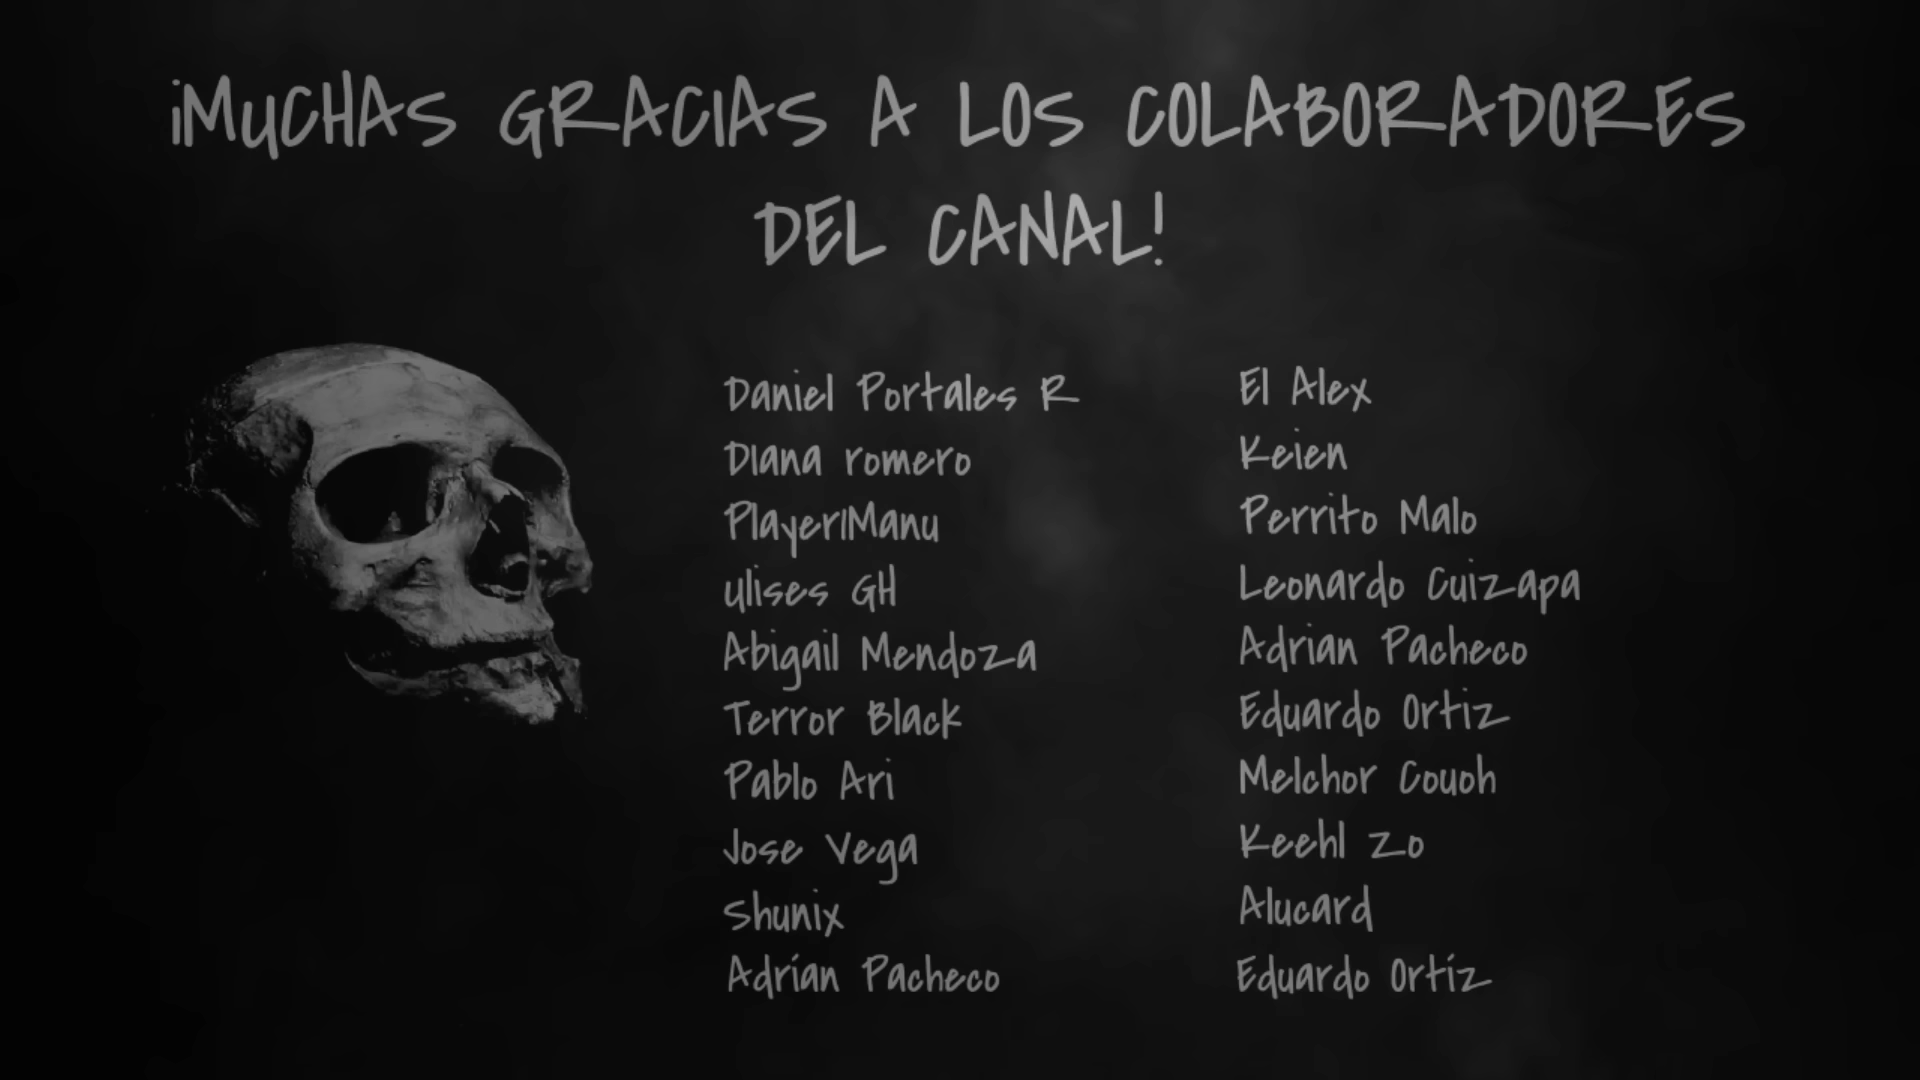 ¡MUCHAS GRACIAS A LOS COLABORADORES
DEL CANAL!
Daniel Portales R
Diana romero
Player1Manu
Ulises GH
Abigail Mendoza
Terror Black
Pablo Ari
Jose Vega
Shunix
Adrían Pacheco
El Alex
Keien
Perrito Malo
Leonardo Cuizapa
Adrian Pacheco
Eduardo Ortiz
Melchor Couoh
Keehl Zo
Alucard
Eduardo Ortíz